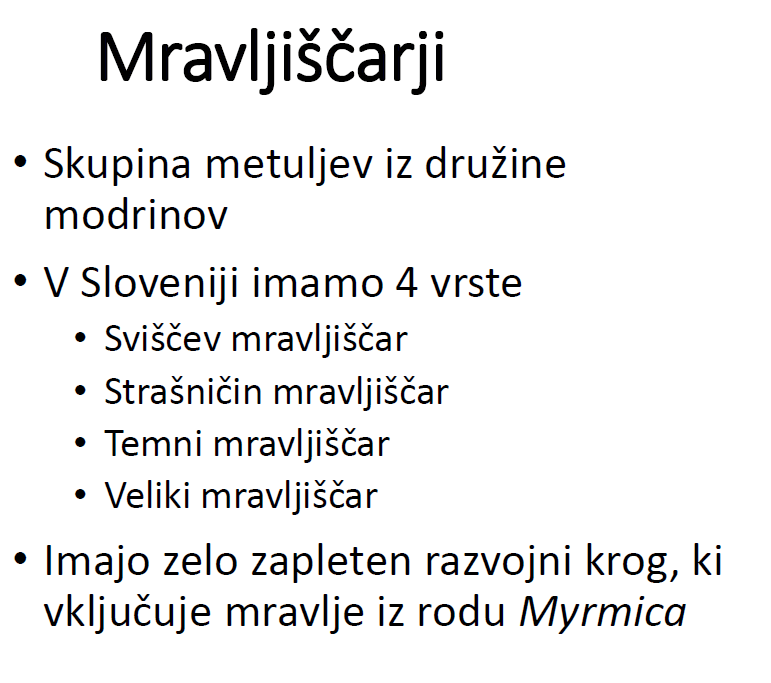 Mravljiščarji
• Skupina metuljev iz družine
modrinov
• V Sloveniji imamo 4 vrste
• Sviščev mravljiščar
• Strašničin mravljiščar
• Temni mravljiščar
• Veliki mravljiščar
• Imajo zelo zapleten razvojni krog, ki
vključuje mravlje iz rodu Myrmica